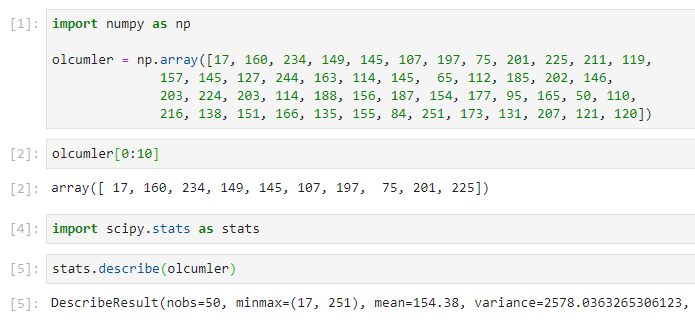 [1]: import numpy as np
olcumler = np.array([17, 160, 234, 149, 145, 107, 197, 75, 201, 225, 211, 119,
157, 145, 127, 244, 163, 114, 145,  65, 112, 185, 202, 146,
203, 224, 203, 114, 188, 156, 187, 154, 177, 95, 165, 50, 110,
216, 138, 151, 166, 135, 155, 84, 251, 173, 131, 207, 121, 120])
[2]: olcumler[0:10]
[2]: array([ 17, 160, 234, 149, 145, 107, 197,  75, 201, 225])
[4]: import scipy.stats as stats
[5]: stats.describe(olcumler)
[5]: DescribeResult(nobs=50, minmax=(17, 251), mean=154.38, variance=2578.0363265306123,